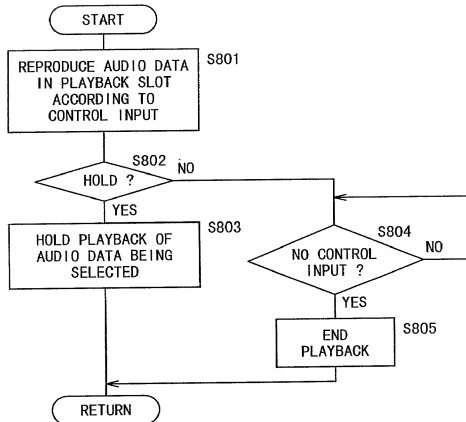 START
REPRODUCE AUDIO DATA
IN PLAYBACK SLOT
ACCORDING TO
CONTROL INPUT
S801
HOLD ?
S802
NO
YES
HOLD PLAYBACK OF
AUDIO DATA BEING
SELECTED
S803
NO CONTROL
INPUT ?
S804
NO
YES
END
PLAYBACK
S805
RETURN